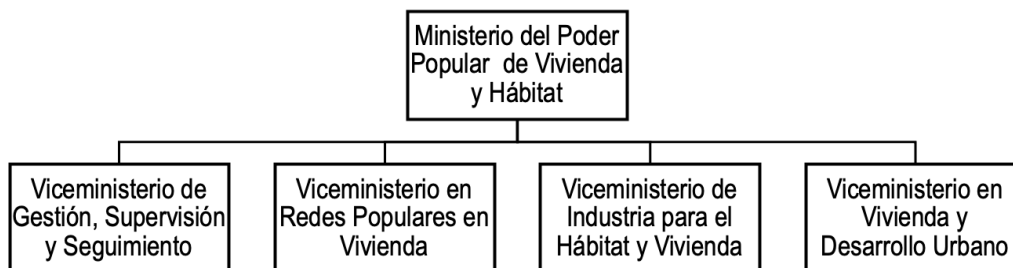 Ministerio del Poder
Popular de Vivienda
y Hábitat
Viceministerio de
Gestión, Supervisión
y Seguimiento
Viceministerio en
Redes Populares en
Vivienda
Viceministerio de
Industria para el
Hábitat y Vivienda
Viceministerio en
Vivienda y
Desarrollo Urbano